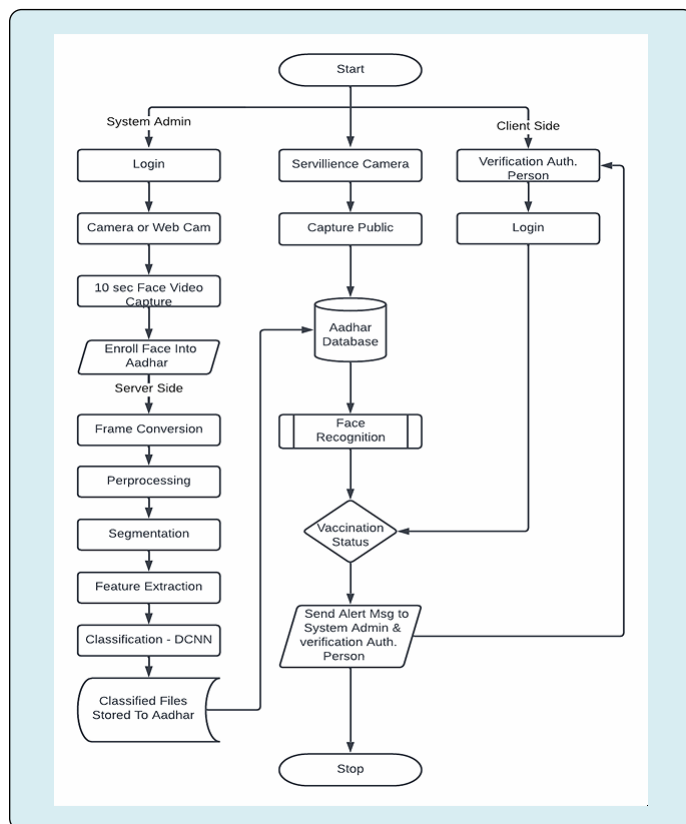 Start
System Admin
Client Side
Login
Servillience Camera
Verification Auth.
Person
Camera or Web Cam
Capture Public
Login
10 sec Face Video
Capture
Aadhar
Database
Enroll Face Into
Aadhar
Server Side
Frame Conversion
Face
Recognition
Perprocessing
Segmentation
Vaccination
Status
Feature Extraction
Send Alert Msg to
System Admin &
verification Auth.
Person
Classification - DCNN
Classified Files
Stored To Aadhar
Stop